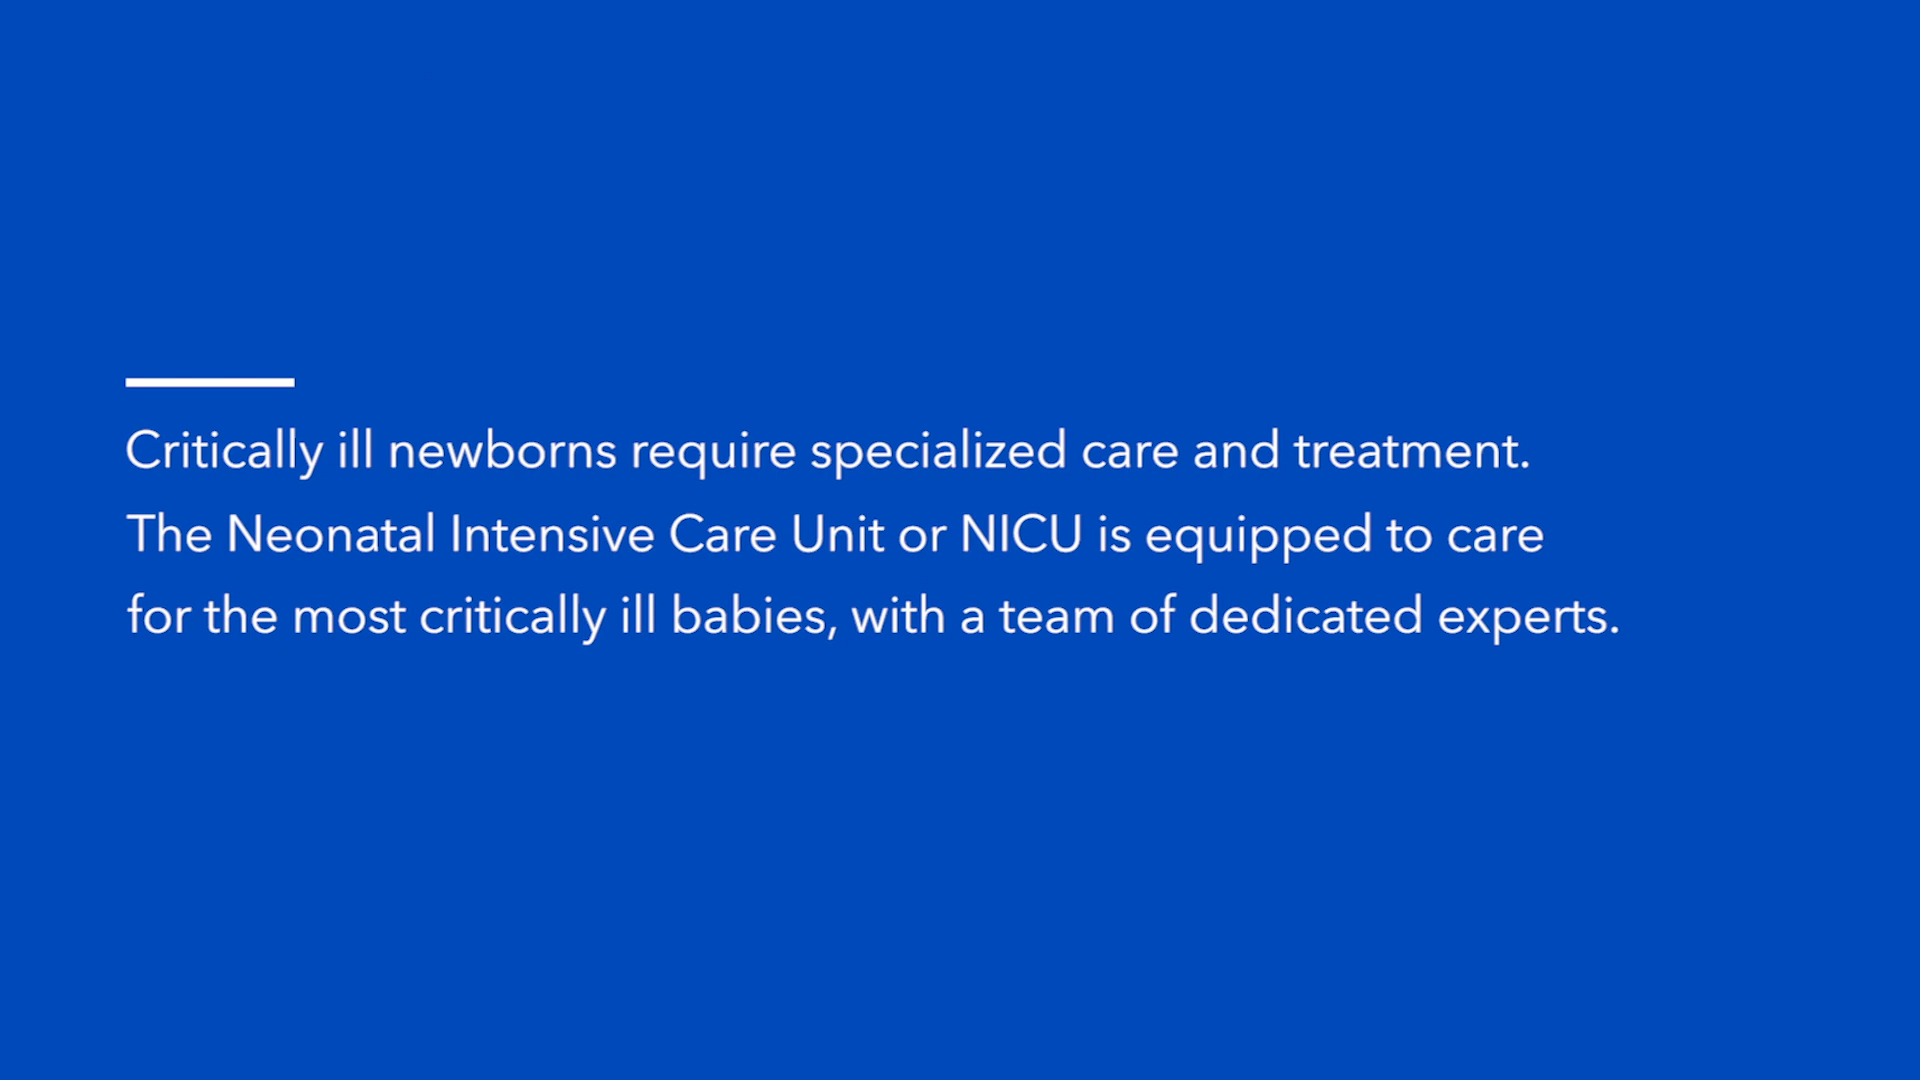 Critically ill newborns require specialized care and treatment.
The Neonatal Intensive Care Unit or NICU is equipped to care
for the most critically ill babies, with a team of dedicated experts.